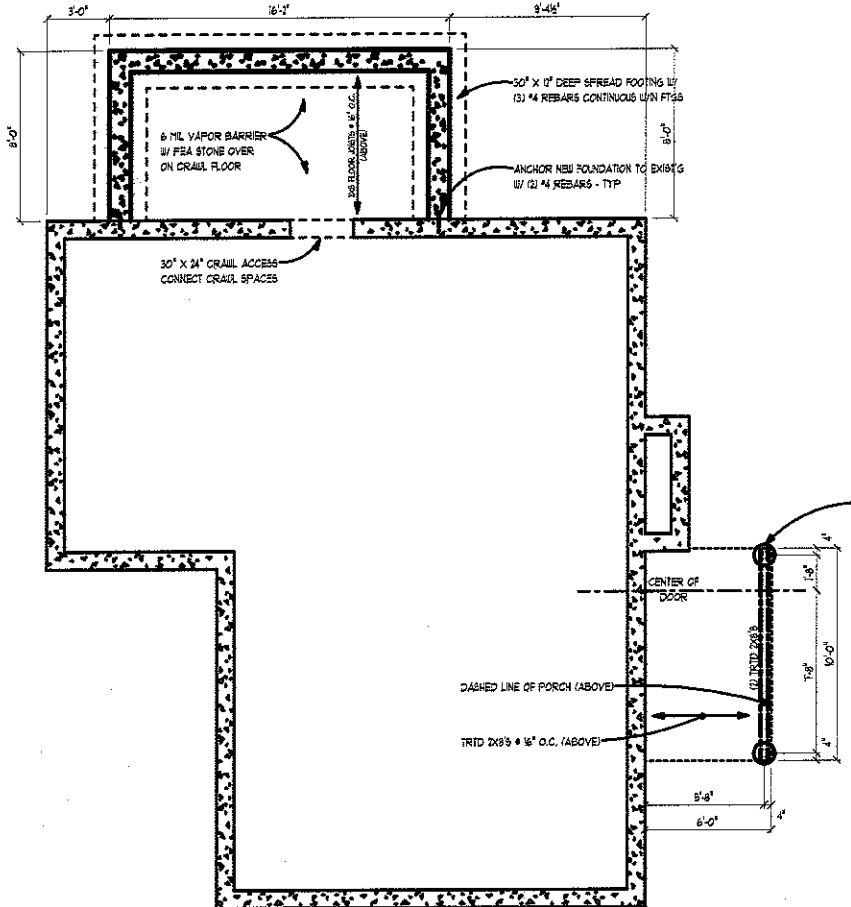 3'-0"
16'-2"
9'-4½"
8'-0"
8'-0"
30" X 12" DEEP SPREAD FOOTING W/
(3) #4 REBARS CONTINUOUS W/IN FTGS
6 MIL VAPOR BARRIER
W/ PEA STONE OVER
ON CRAWL FLOOR
2X8 FLOOR JOISTS @ 16" O.C.
(ABOVE)
ANCHOR NEW FOUNDATION TO EXIST'G
W/ (2) #4 REBARS - TYP
30" X 24" CRAWL ACCESS
CONNECT CRAWL SPACES
4"
1'-8"
CENTER OF
DOOR
(2) TRTD 2X8'S
7'-8"
10'-0"
DASHED LINE OF PORCH (ABOVE)
TRTD 2X8'S @ 16" O.C. (ABOVE)
4"
5'-8"
4"
6'-0"